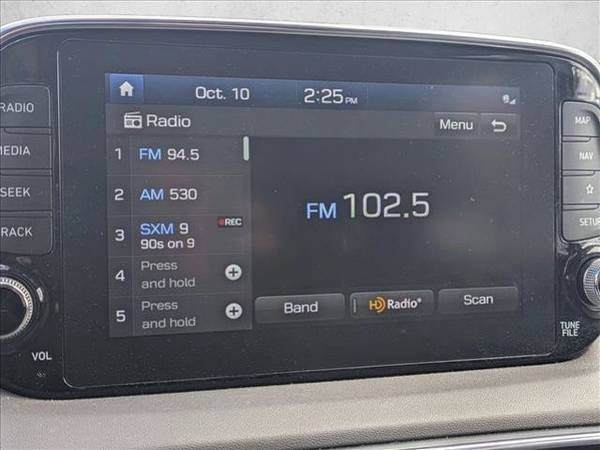 Oct. 10 2:25 PM
RADIO
MEDIA
SEEK
TRACK
VOL
Radio
Menu
1 FM 94.5
2 AM 530
3 SXM 9
90s on 9
REC
4 Press
and hold
5 Press
and hold
FM 102.5
Band
HD Radio®
Scan
MAP
NAV
SETUP
TUNE
FILE